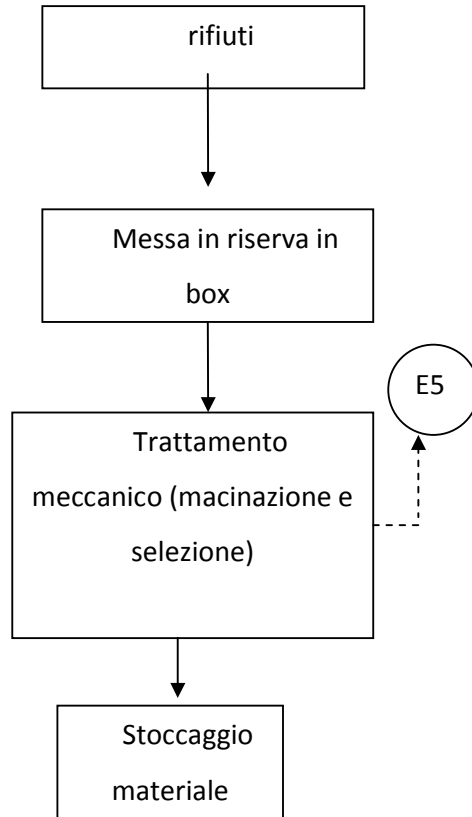 rifiuti
Messa in riserva in
box
E5
Trattamento
meccanico (macinazione e
selezione)
Stoccaggio
materiale